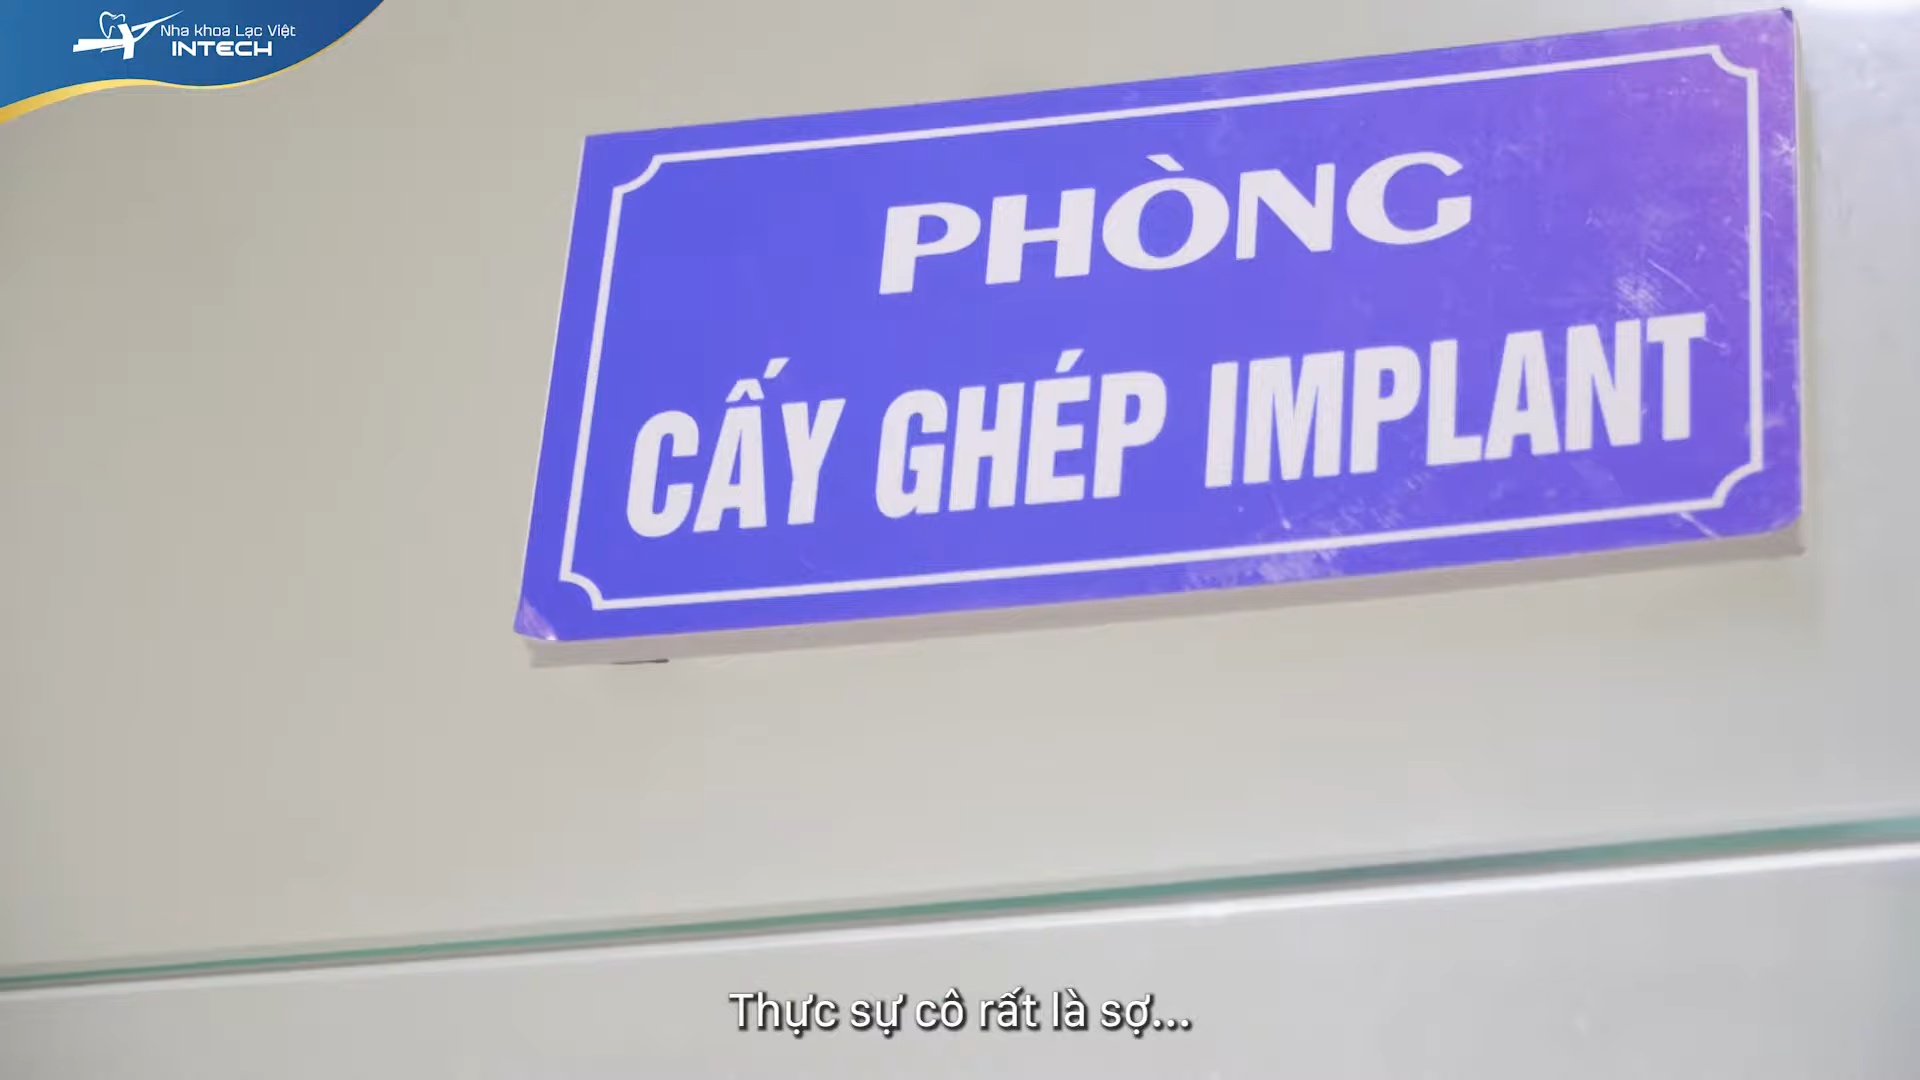 Nha khoa Lạc Việt
INTECH
PHÒNG
CẤY GHÉP IMPLANT
Thực sự cô rất là sợ...